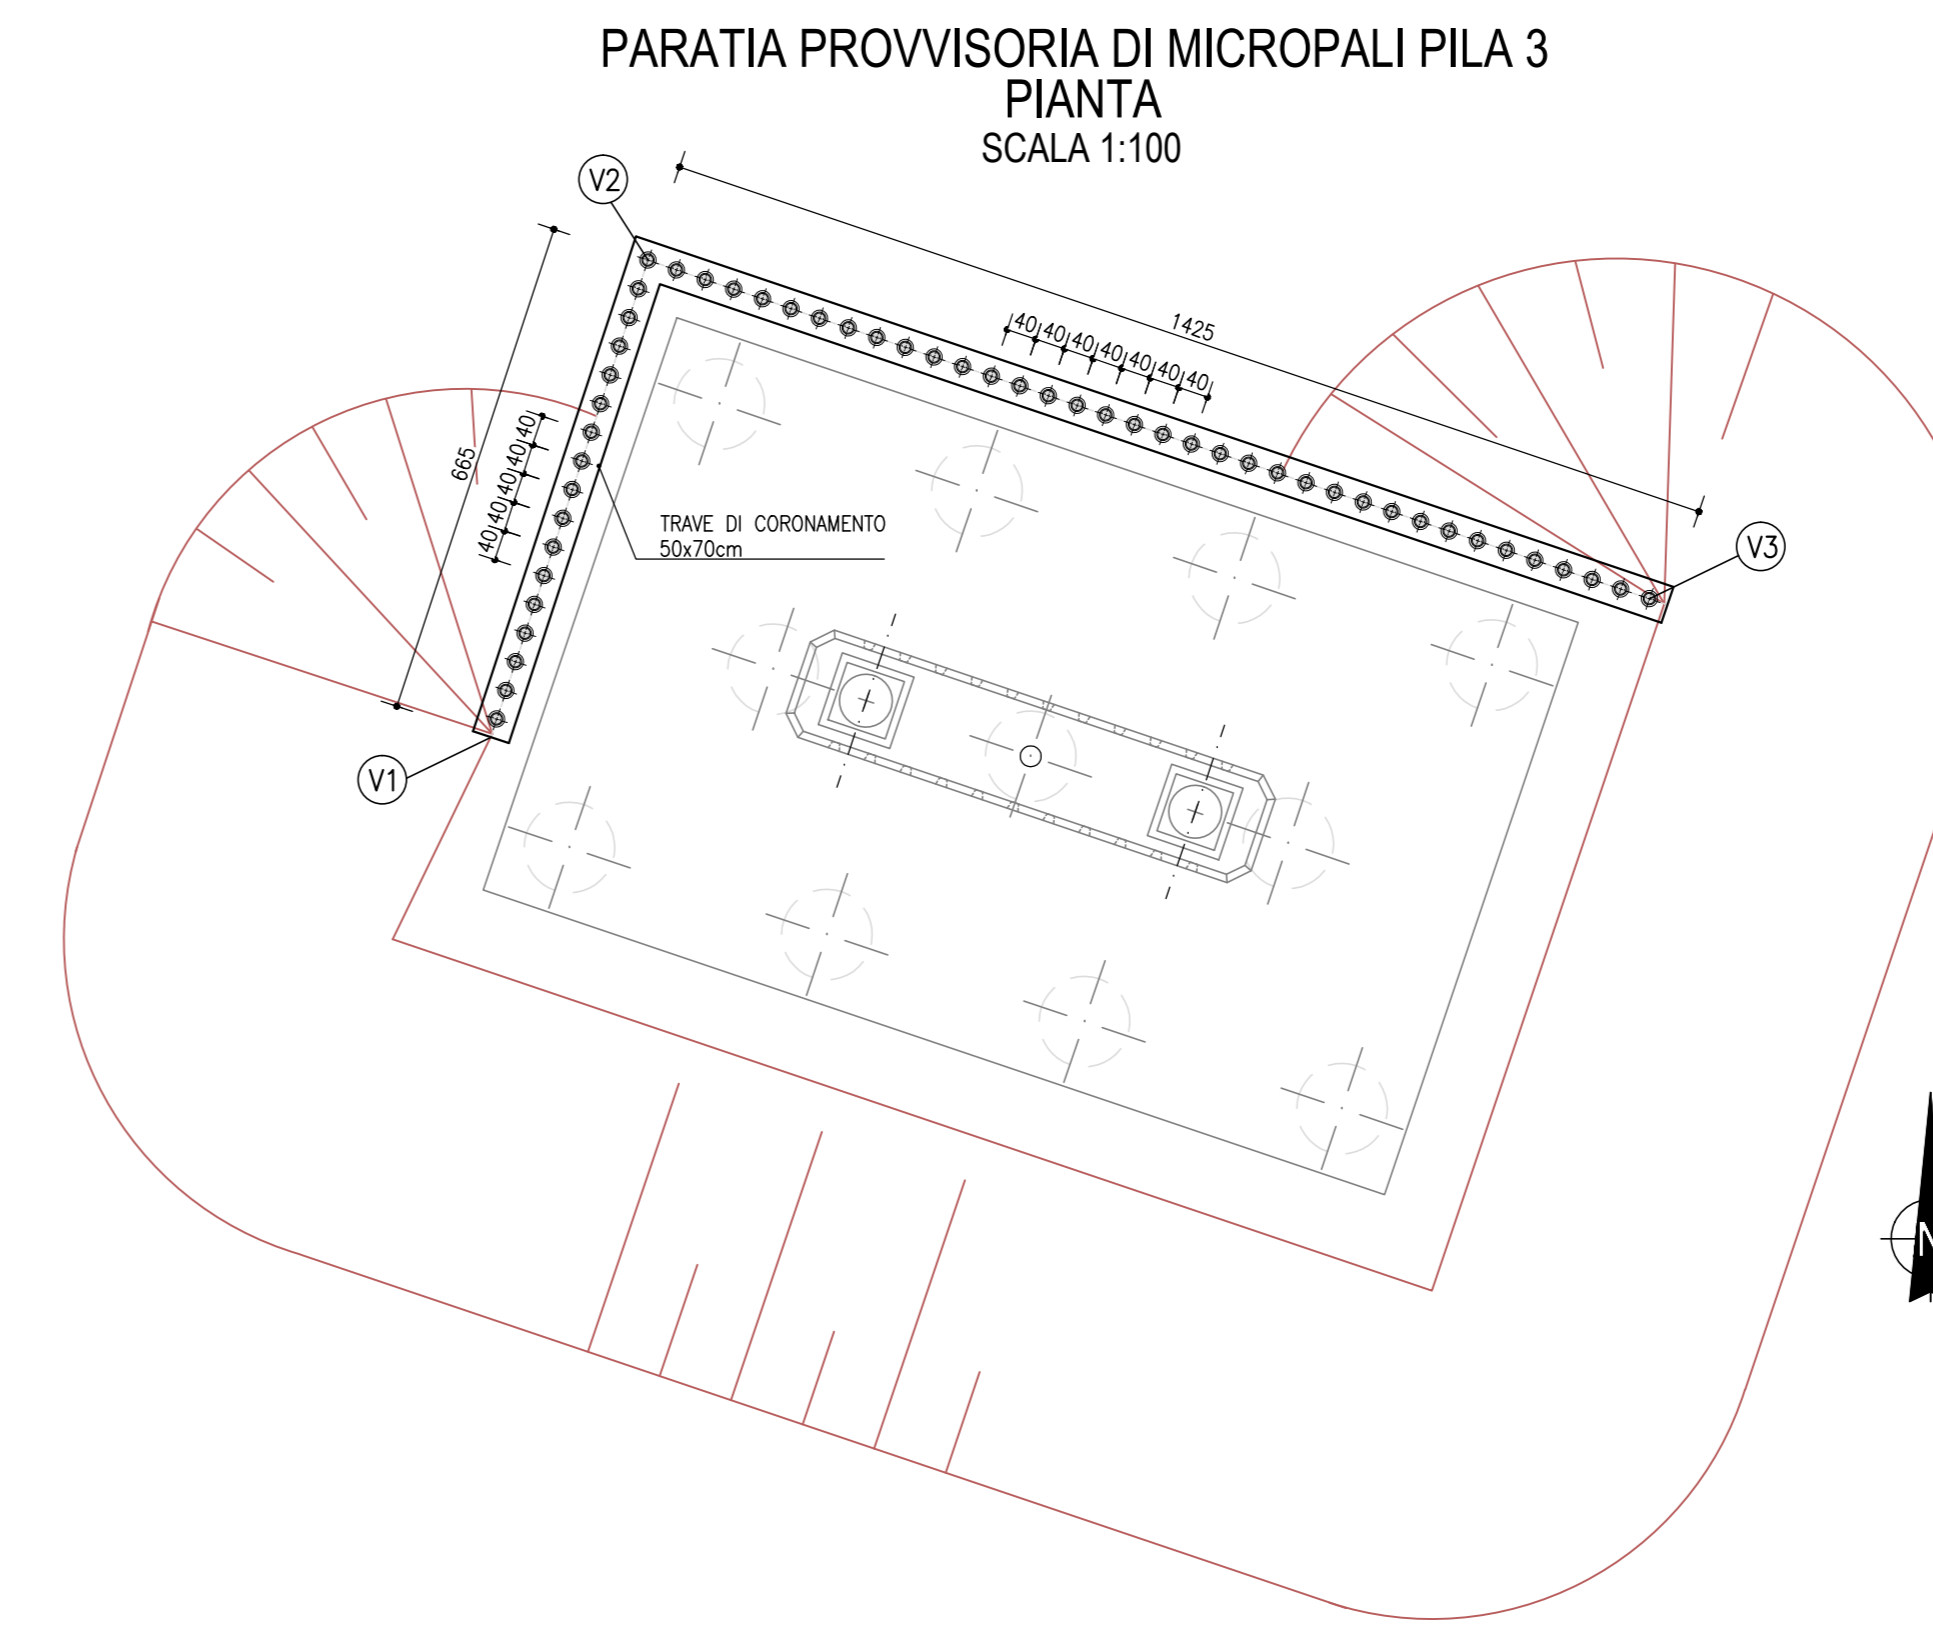 PARATIA PROVVISORIA DI MICROPALI PILA 3
PIANTA
SCALA 1:100
V2
1425
40 40 40 40 40 40 40
665
40 40 40 40 40
TRAVE DI CORONAMENTO
50x70cm
V3
V1
N